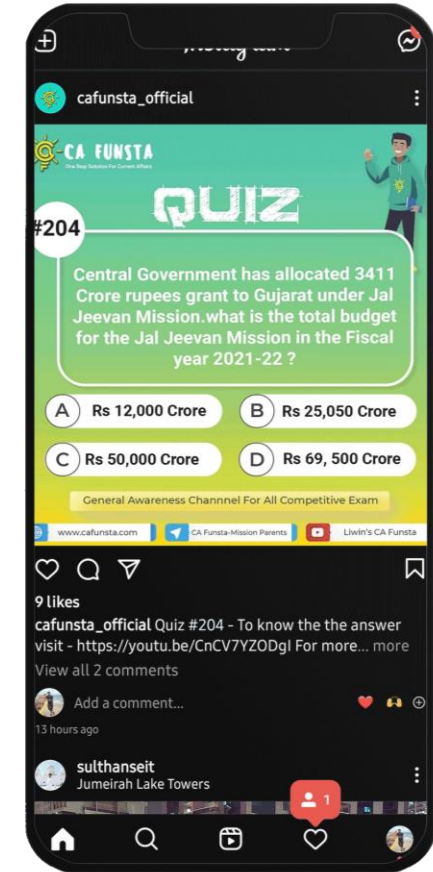 cafunsta_official
CA FUNSTA
One Stop Solution For Current Affairs
QUIZ
#204
Central Government has allocated 3411
Crore rupees grant to Gujarat under Jal
Jeevan Mission.what is the total budget
for the Jal Jeevan Mission in the Fiscal
year 2021-22 ?
A Rs 12,000 Crore
B Rs 25,050 Crore
C Rs 50,000 Crore
D Rs 69, 500 Crore
General Awareness Channnel For All Competitive Exam
www.cafunsta.com
CA Funsta-Mission Parents
Liwin's CA Funsta
9 likes
cafunsta_official Quiz #204 - To know the the answer
visit - https://youtu.be/CnCV7YZODgI For more... more
View all 2 comments
Add a comment...
13 hours ago
sulthanseit
Jumeirah Lake Towers
1